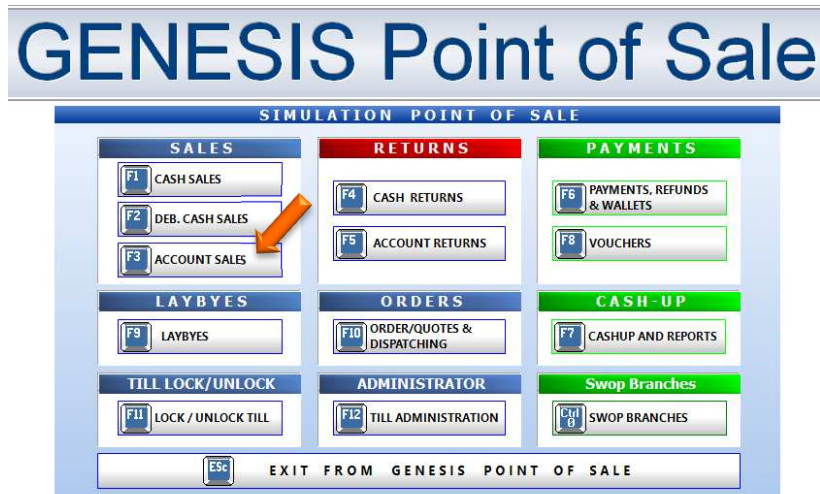 GENESIS Point of Sale
SIMULATION POINT OF SALE
SALES
F1 CASH SALES
F2 DEB. CASH SALES
F3 ACCOUNT SALES
RETURNS
F4 CASH RETURNS
F5 ACCOUNT RETURNS
PAYMENTS
F6 PAYMENTS, REFUNDS
& WALLETS
F8 VOUCHERS
LAYBYES
F9 LAYBYES
ORDERS
F10 ORDER/QUOTES &
DISPATCHING
CASH-UP
F7 CASHUP AND REPORTS
TILL LOCK/UNLOCK
F11 LOCK / UNLOCK TILL
ADMINISTRATOR
F12 TILL ADMINISTRATION
Swop Branches
Ctrl
0 SWOP BRANCHES
ESc EXIT FROM GENESIS POINT OF SALE